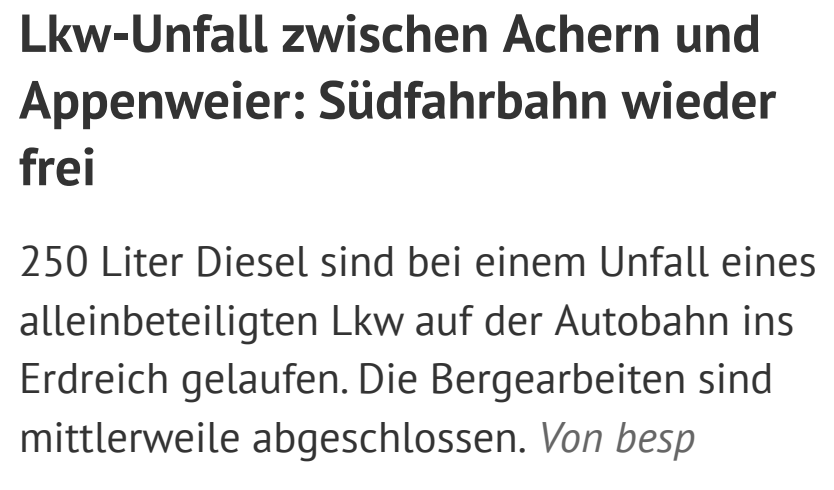 Lkw-Unfall zwischen Achern und
Appenweier: Südfahrbahn wieder
frei
250 Liter Diesel sind bei einem Unfall eines
alleinbeteiligten Lkw auf der Autobahn ins
Erdreich gelaufen. Die Bergearbeiten sind
mittlerweile abgeschlossen. Von besp